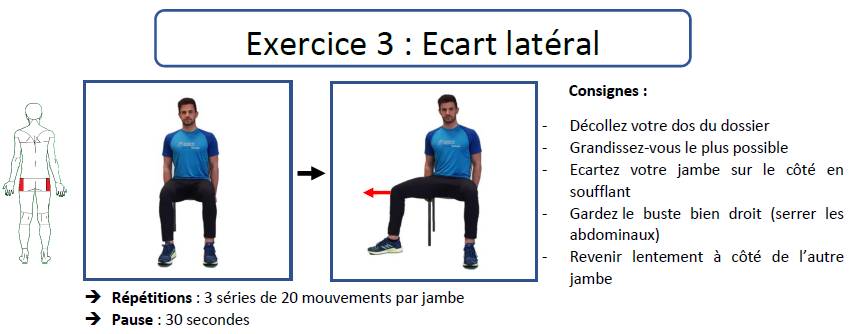 Exercice 3 : Ecart latéral
Consignes :
- Décollez votre dos du dossier
- Grandissez-vous le plus possible
- Ecartez votre jambe sur le côté en
soufflant
- Gardez le buste bien droit (serrer les
abdominaux)
- Revenir lentement à côté de l’autre
jambe
➔ Répétitions : 3 séries de 20 mouvements par jambe
➔ Pause : 30 secondes